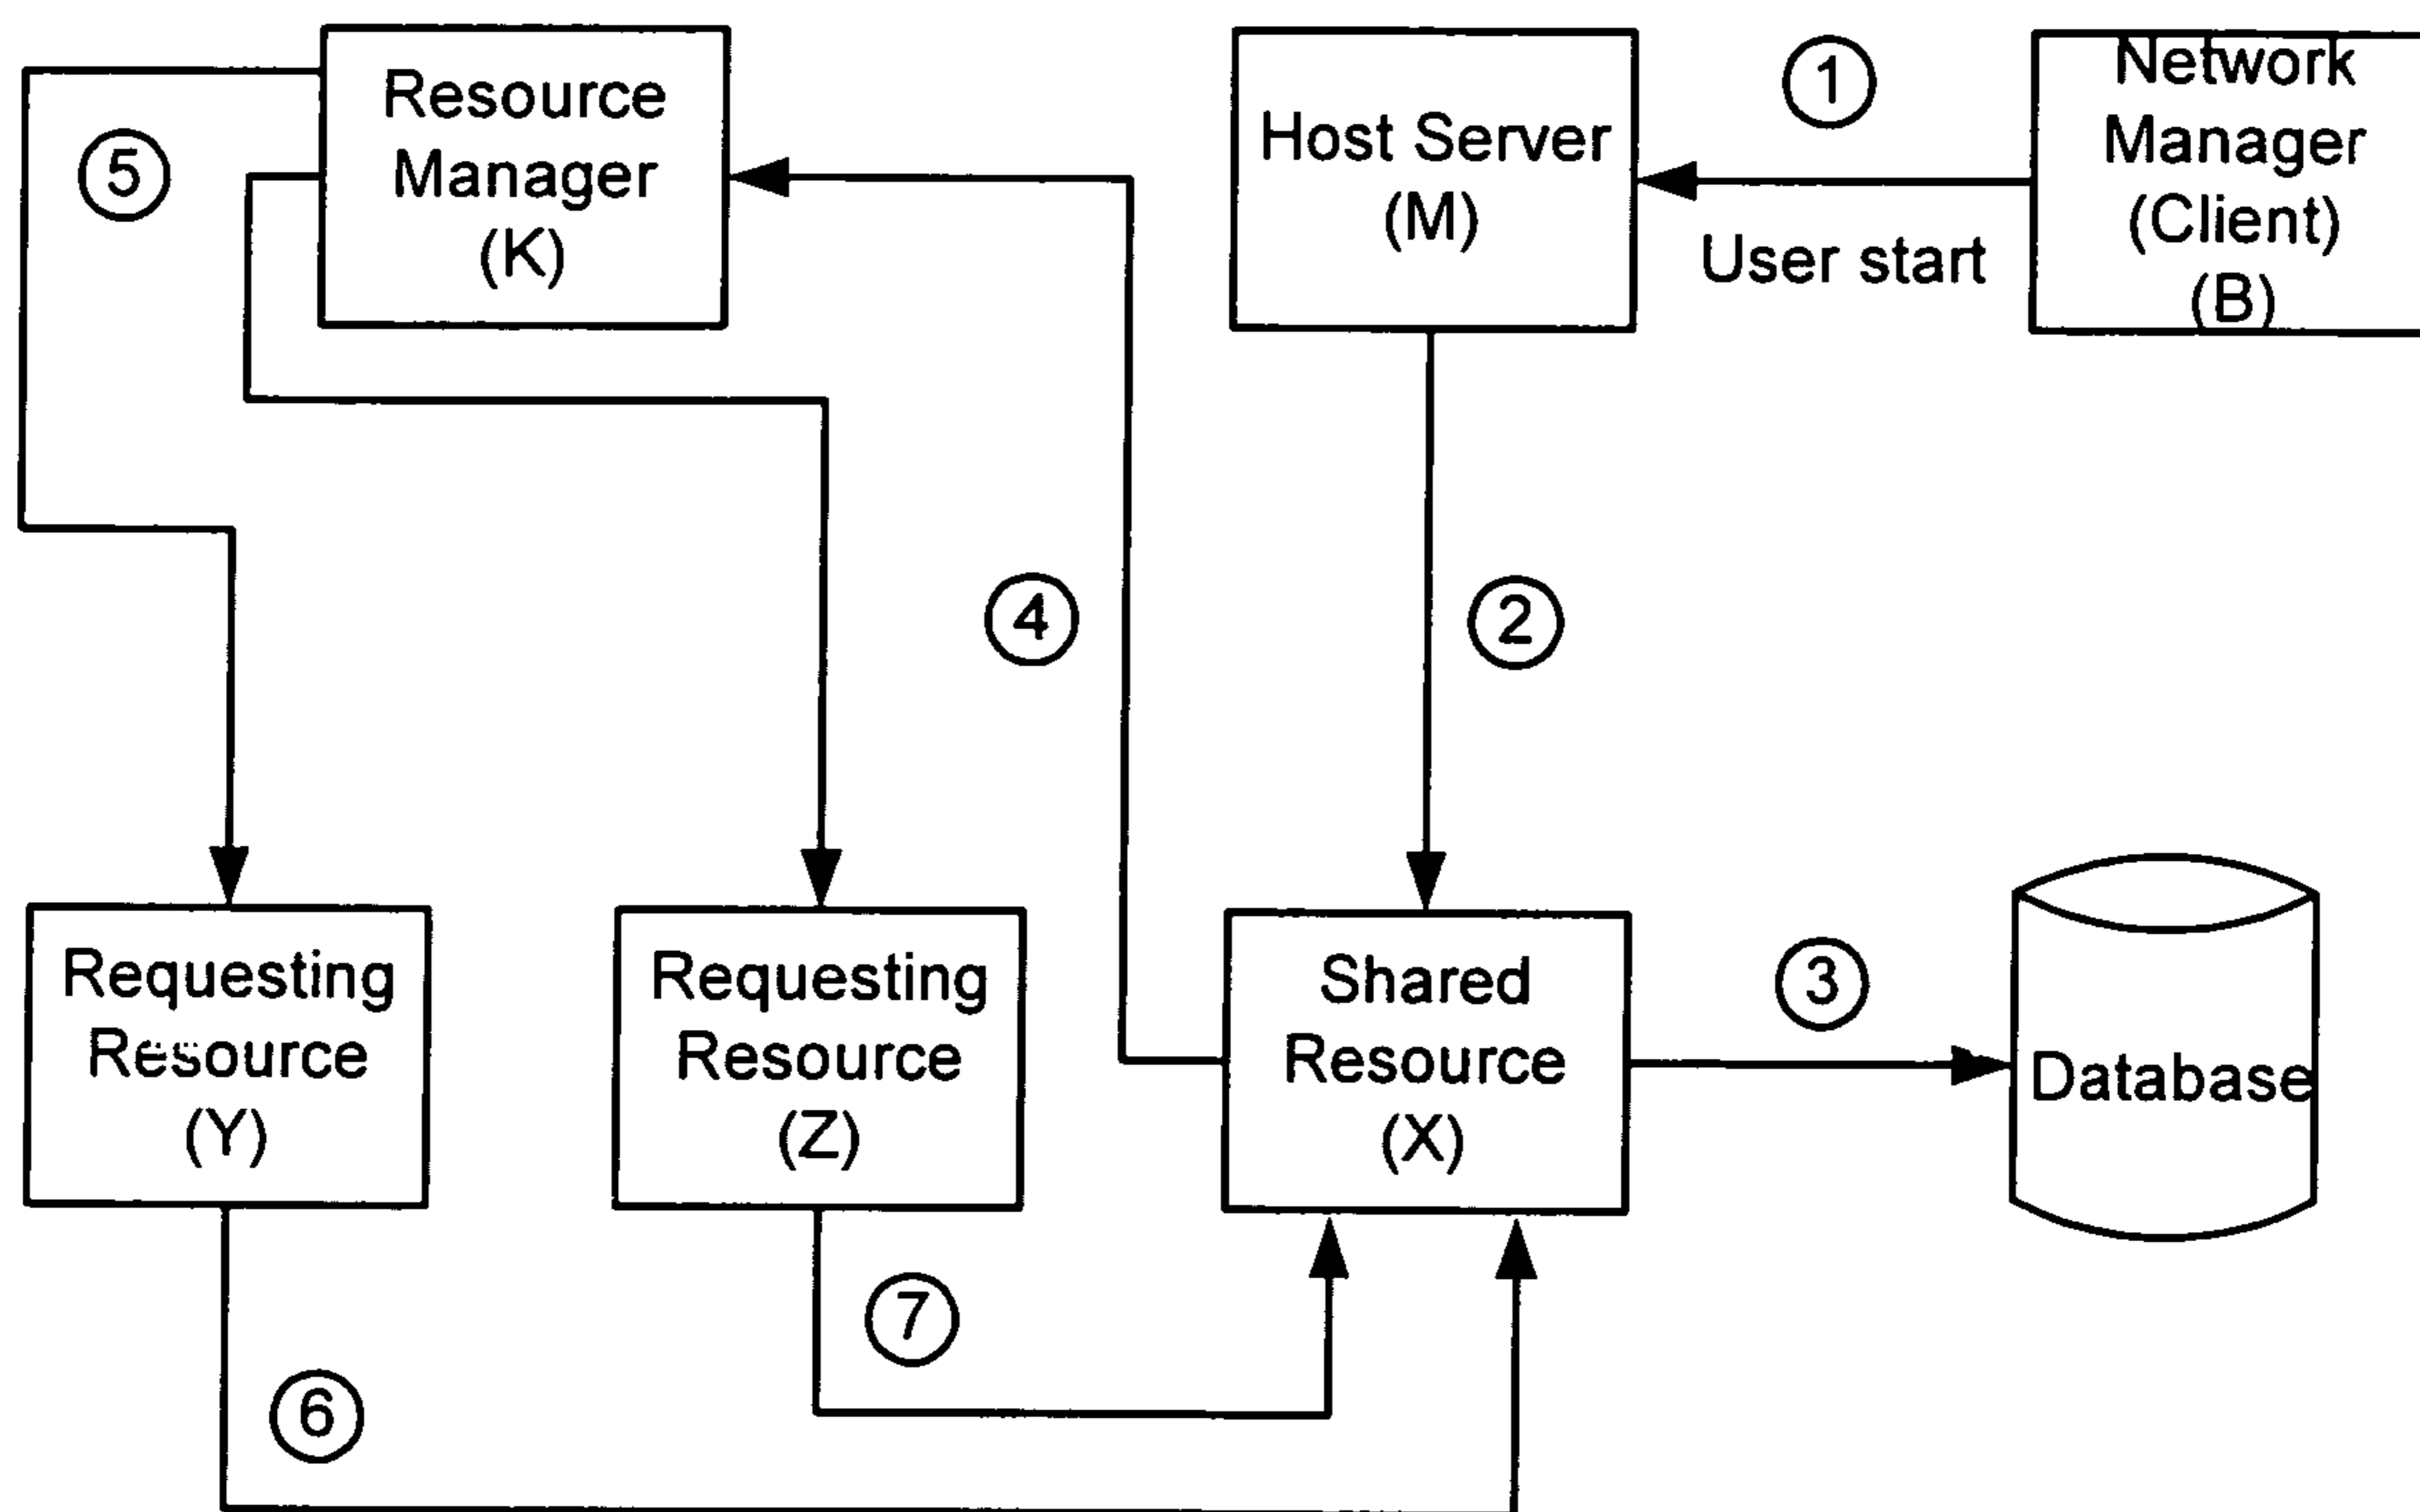 Resource
Manager
(K)
Host Server
(M)
1
User start
Network
Manager
(Client)
(B)
5
4
2
Requesting
Resource
(Y)
Requesting
Resource
(Z)
Shared
Resource
(X)
3
Database
7
6